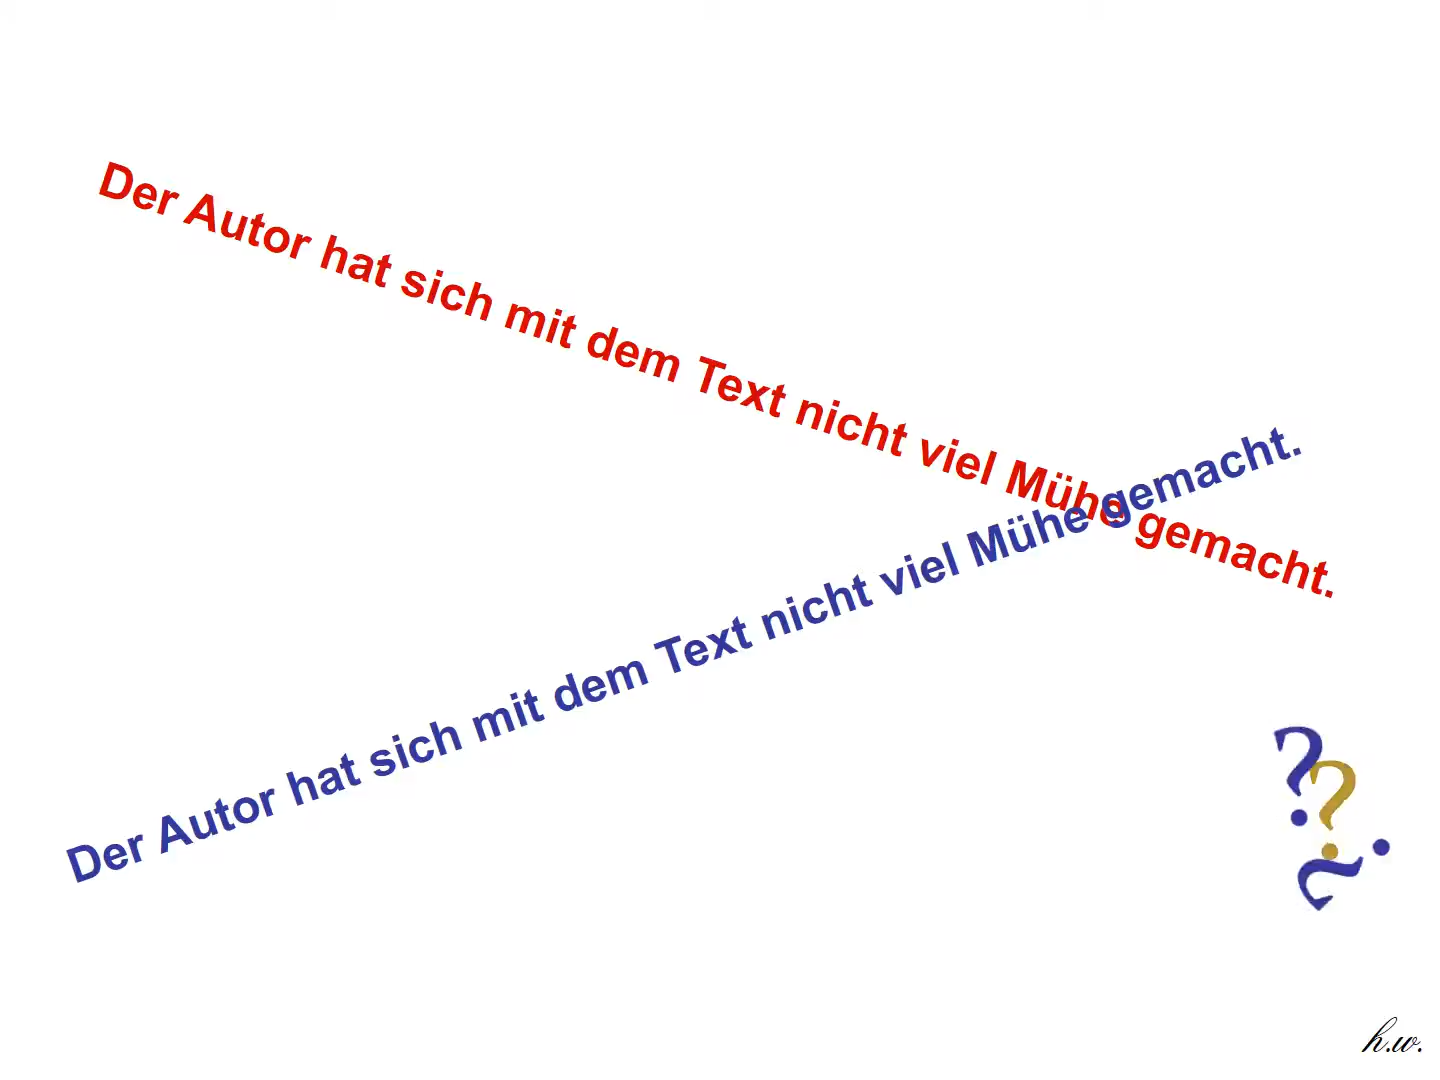 Der Autor hat sich mit dem Text nicht viel Mühe gemacht.
Der Autor hat sich mit dem Text nicht viel Mühe gemacht.
? ? ?
h.w.